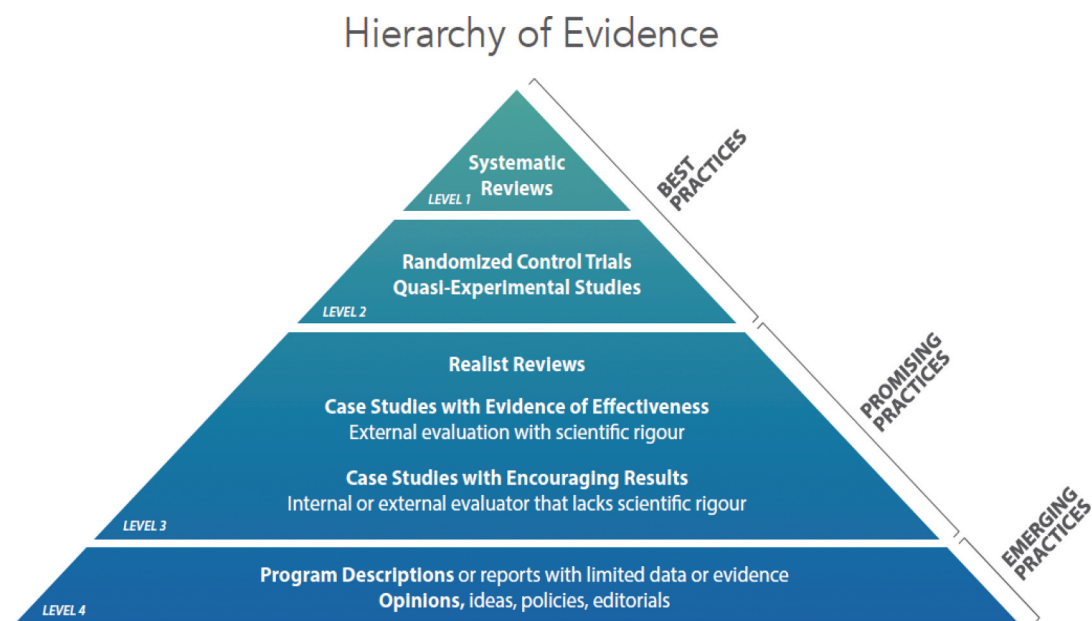 Hierarchy of Evidence
Systematic
Reviews
LEVEL 1
BEST
PRACTICES
Randomized Control Trials
Quasi-Experimental Studies
LEVEL 2
Realist Reviews
Case Studies with Evidence of Effectiveness
External evaluation with scientific rigour
Case Studies with Encouraging Results
Internal or external evaluator that lacks scientific rigour
LEVEL 3
PROMISING
PRACTICES
Program Descriptions or reports with limited data or evidence
Opinions, ideas, policies, editorials
LEVEL 4
EMERGING
PRACTICES